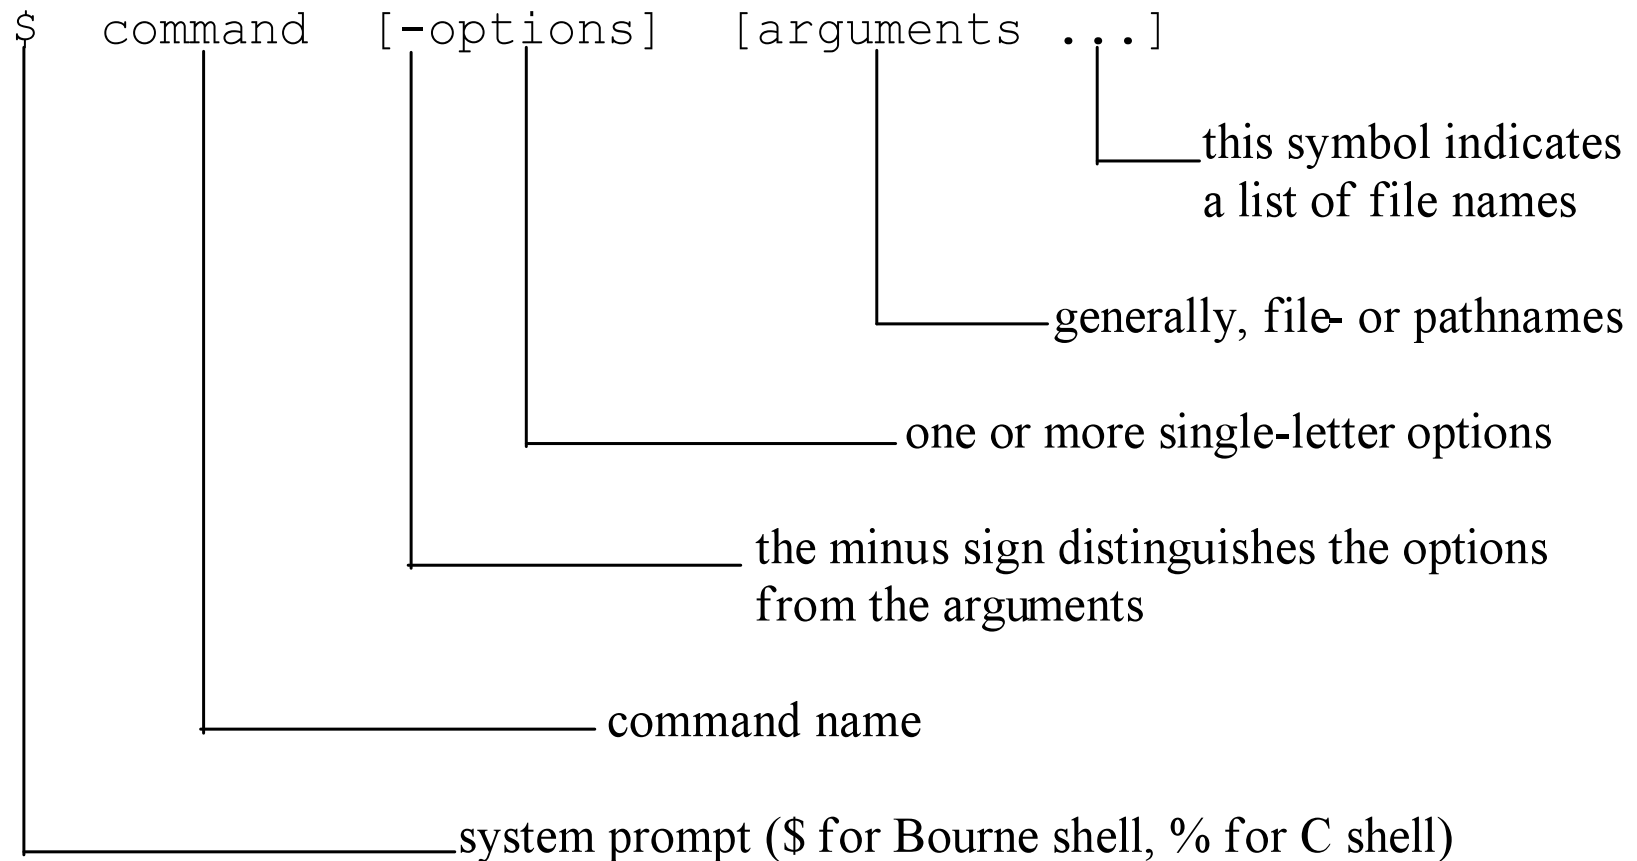 $ command [-options] [arguments ...]
this symbol indicates
a list of file names
generally, file- or pathnames
one or more single-letter options
the minus sign distinguishes the options
from the arguments
command name
system prompt ($ for Bourne shell, % for C shell)